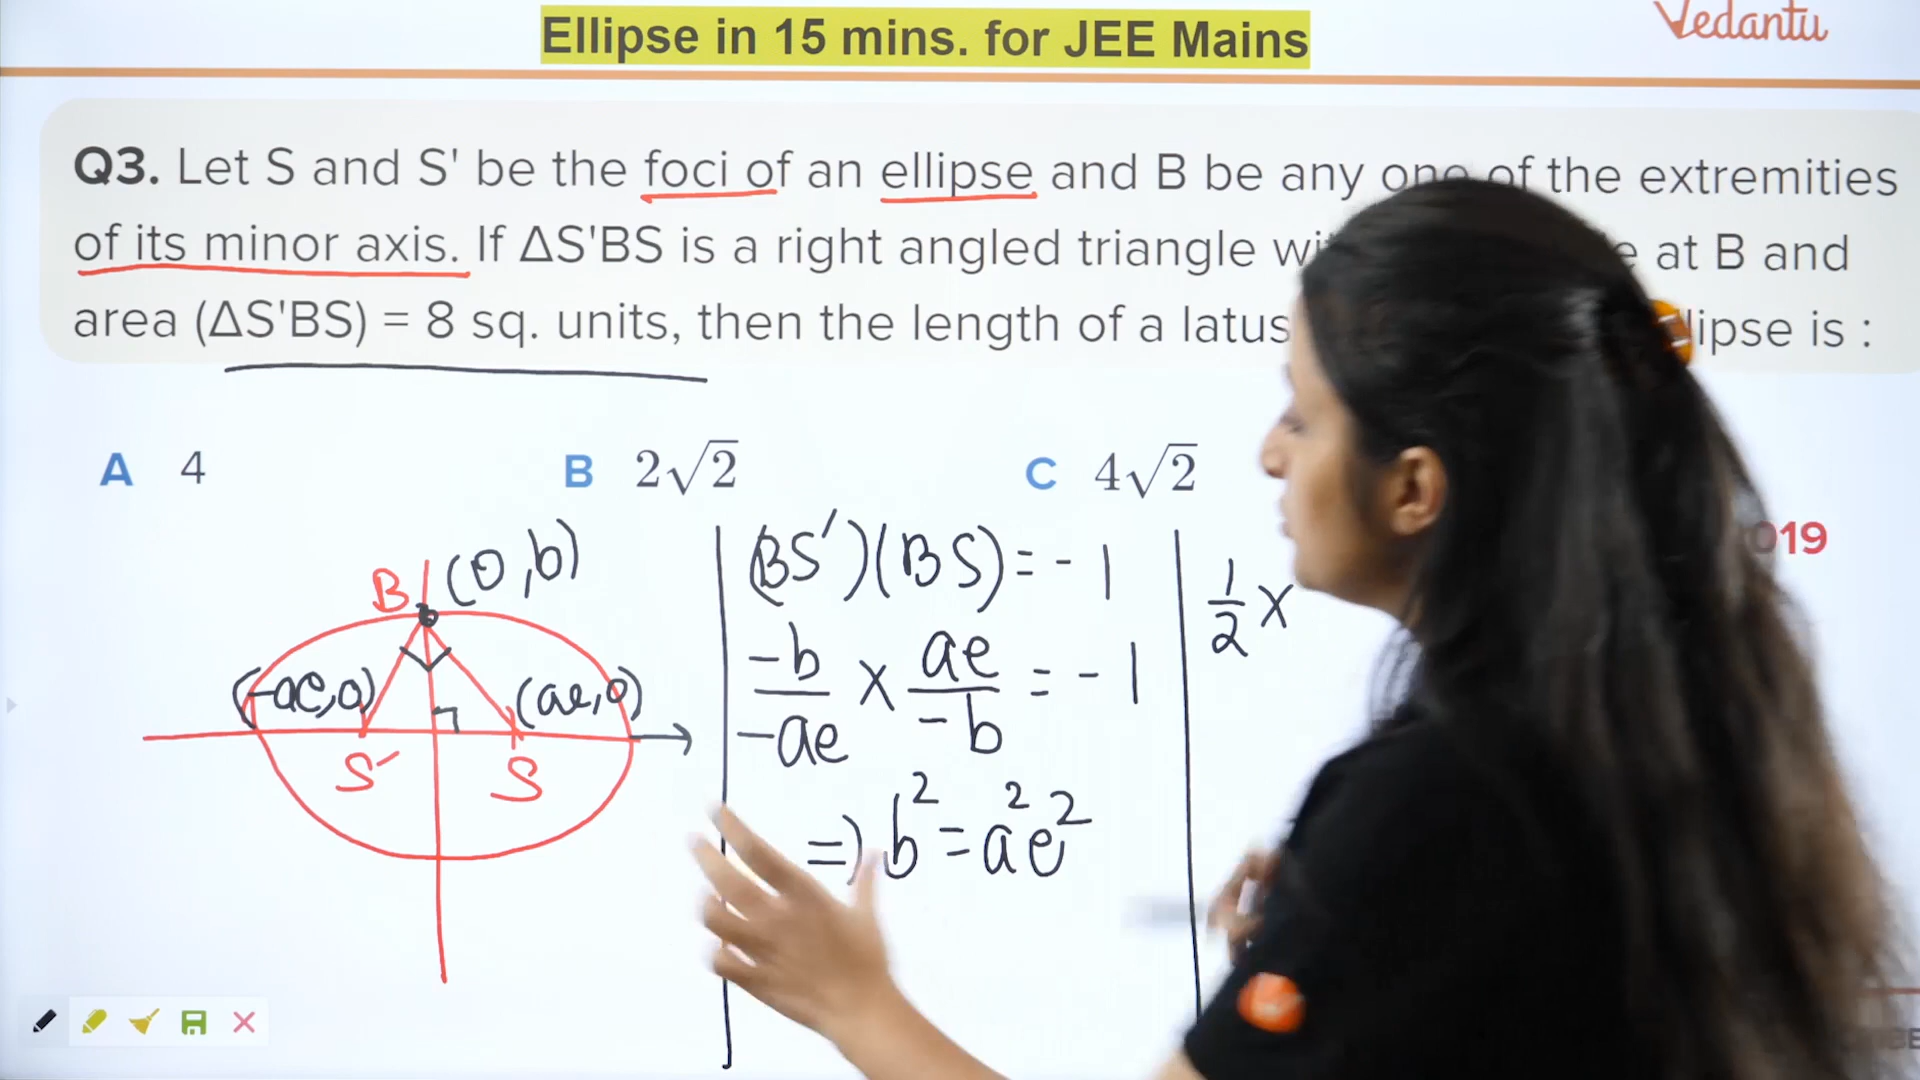 Ellipse in 15 mins. for JEE Mains
Vedantu
Q3. Let S and S' be the foci of an ellipse and B be any one of the extremities
of its minor axis. If ΔS'BS is a right angled triangle at B and
area (ΔS'BS) = 8 sq. units, then the length of a latus lipse is :
A 4
B 2√2
C 4√2
019
B (0,b)
(-ae,0) (ae,0)
S' S
(BS')(BS) = -1
-b/-ae × ae/-b = -1
=) b² = a²e²
1/2 ×